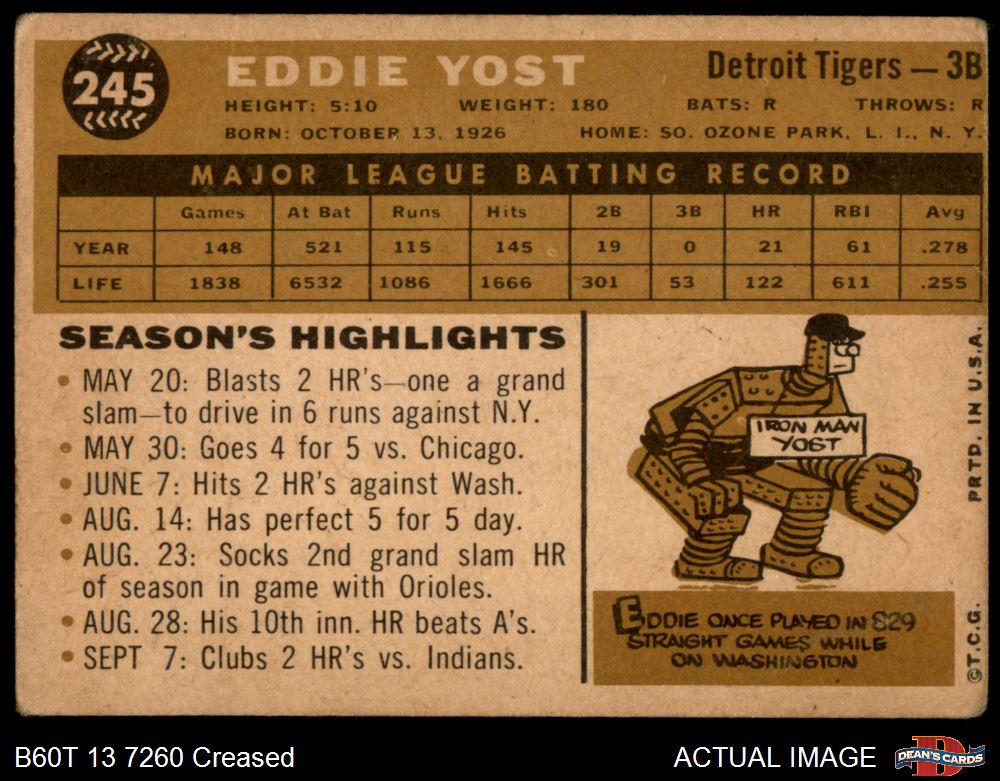 245
EDDIE YOST
Detroit Tigers — 3B
HEIGHT: 5:10 WEIGHT: 180 BATS: R THROWS: R
BORN: OCTOBER 13, 1926 HOME: SO. OZONE PARK, L. I., N. Y.
MAJOR LEAGUE BATTING RECORD
Games At Bat Runs Hits 2B 3B HR RBI Avg
YEAR 148 521 115 145 19 0 21 61 .278
LIFE 1838 6532 1086 1666 301 53 122 611 .255
SEASON'S HIGHLIGHTS
• MAY 20: Blasts 2 HR's—one a grand
slam—to drive in 6 runs against N.Y.
• MAY 30: Goes 4 for 5 vs. Chicago.
• JUNE 7: Hits 2 HR's against Wash.
• AUG. 14: Has perfect 5 for 5 day.
• AUG. 23: Socks 2nd grand slam HR
of season in game with Orioles.
• AUG. 28: His 10th inn. HR beats A's.
• SEPT 7: Clubs 2 HR's vs. Indians.
IRON MAN
YOST
EDDIE ONCE PLAYED IN 829
STRAIGHT GAMES WHILE
ON WASHINGTON
©T.C.G. PRTD. IN U.S.A.
B60T 13 7260 Creased
ACTUAL IMAGE
DEAN'S CARDS